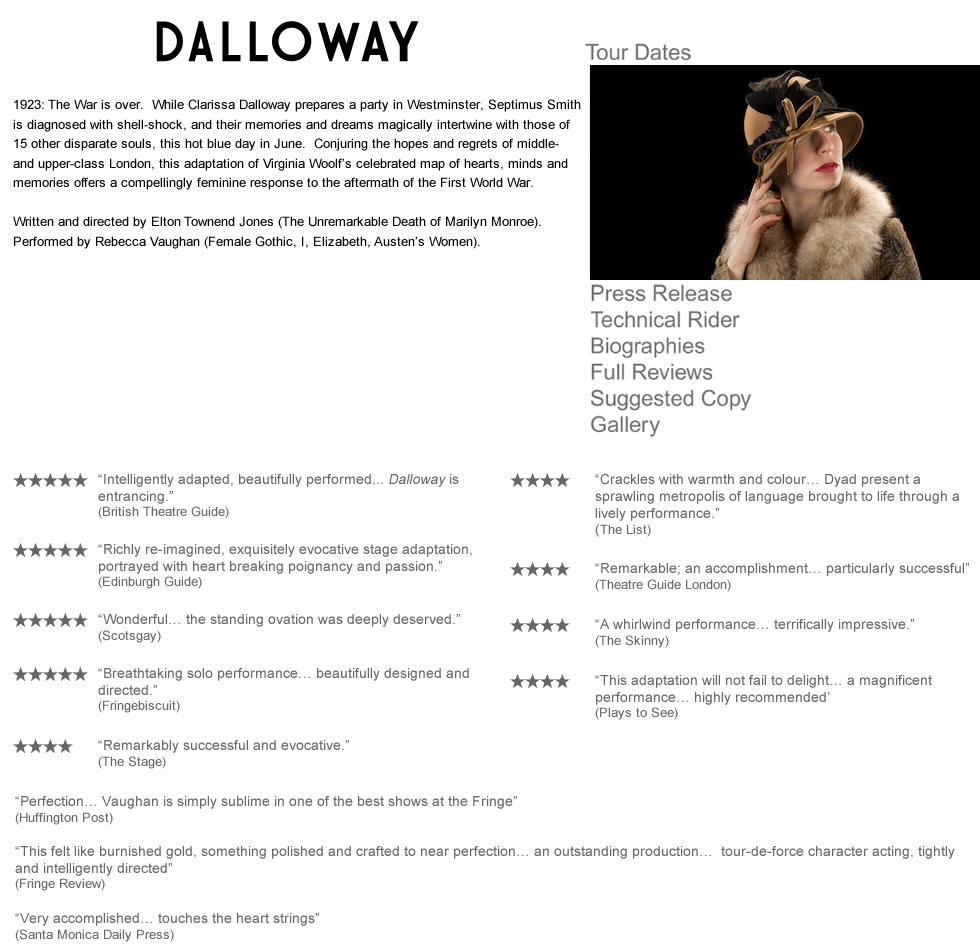 DALLOWAY
Tour Dates
1923: The War is over.  While Clarissa Dalloway prepares a party in Westminster, Septimus Smith
is diagnosed with shell-shock, and their memories and dreams magically intertwine with those of
15 other disparate souls, this hot blue day in June.  Conjuring the hopes and regrets of middle-
and upper-class London, this adaptation of Virginia Woolf’s celebrated map of hearts, minds and
memories offers a compellingly feminine response to the aftermath of the First World War.
Written and directed by Elton Townend Jones (The Unremarkable Death of Marilyn Monroe).
Performed by Rebecca Vaughan (Female Gothic, I, Elizabeth, Austen’s Women).
Press Release
Technical Rider
Biographies
Full Reviews
Suggested Copy
Gallery
★★★★★ “Intelligently adapted, beautifully performed... Dalloway is
entrancing.”
(British Theatre Guide)
★★★★★ “Richly re-imagined, exquisitely evocative stage adaptation,
portrayed with heart breaking poignancy and passion.”
(Edinburgh Guide)
★★★★★ “Wonderful… the standing ovation was deeply deserved.”
(Scotsgay)
★★★★★ “Breathtaking solo performance… beautifully designed and
directed.”
(Fringebiscuit)
★★★★ “Remarkably successful and evocative.”
(The Stage)
★★★★ “Crackles with warmth and colour… Dyad present a
sprawling metropolis of language brought to life through a
lively performance.”
(The List)
★★★★ “Remarkable; an accomplishment… particularly successful”
(Theatre Guide London)
★★★★ “A whirlwind performance… terrifically impressive.”
(The Skinny)
★★★★ “This adaptation will not fail to delight… a magnificent
performance… highly recommended’
(Plays to See)
“Perfection… Vaughan is simply sublime in one of the best shows at the Fringe”
(Huffington Post)
“This felt like burnished gold, something polished and crafted to near perfection… an outstanding production…  tour-de-force character acting, tightly
and intelligently directed”
(Fringe Review)
“Very accomplished… touches the heart strings”
(Santa Monica Daily Press)